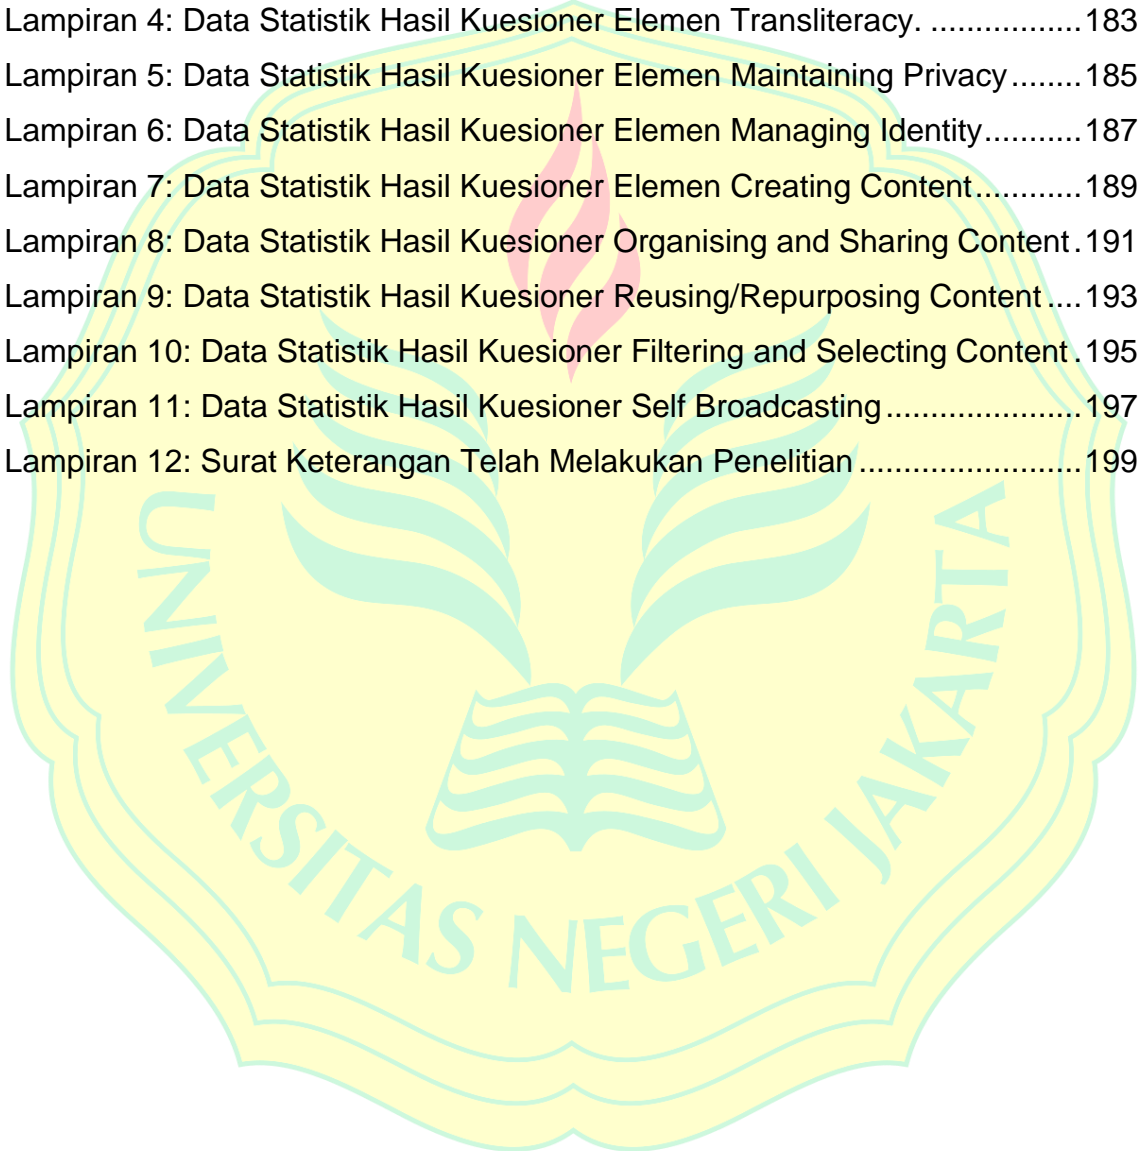 Lampiran 4: Data Statistik Hasil Kuesioner Elemen Transliteracy. .................183
Lampiran 5: Data Statistik Hasil Kuesioner Elemen Maintaining Privacy........185
Lampiran 6: Data Statistik Hasil Kuesioner Elemen Managing Identity...........187
Lampiran 7: Data Statistik Hasil Kuesioner Elemen Creating Content............189
Lampiran 8: Data Statistik Hasil Kuesioner Organising and Sharing Content.191
Lampiran 9: Data Statistik Hasil Kuesioner Reusing/Repurposing Content....193
Lampiran 10: Data Statistik Hasil Kuesioner Filtering and Selecting Content.195
Lampiran 11: Data Statistik Hasil Kuesioner Self Broadcasting......................197
Lampiran 12: Surat Keterangan Telah Melakukan Penelitian.........................199
UNIVERSITAS NEGERI JAKARTA